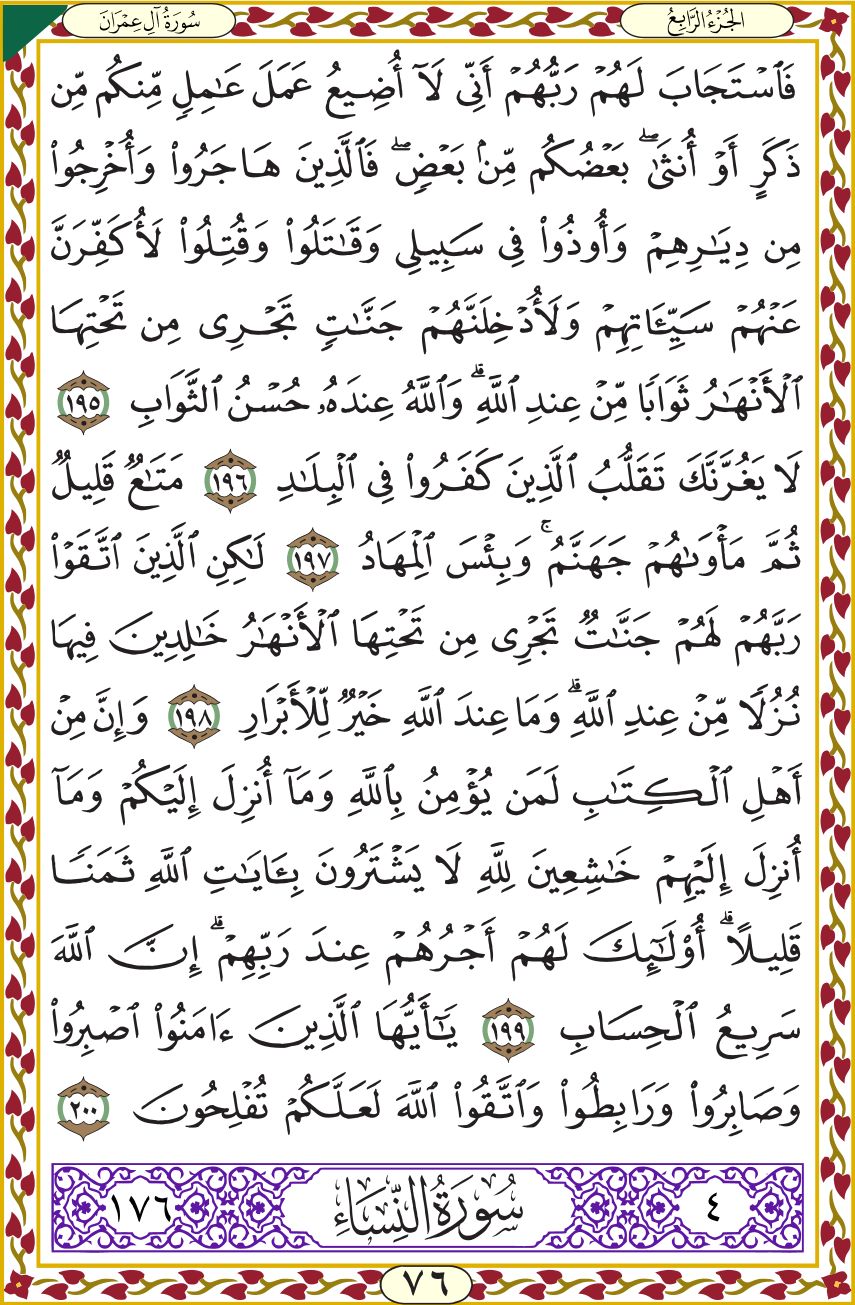 الجُزْءُ الرَّابِعُ
سُورَةُ آلِ عِمْرَانَ
فَٱسْتَجَابَ لَهُمْ رَبُّهُمْ أَنِّى لَآ أُضِيعُ عَمَلَ عَـٰمِلٍ مِّنكُم مِّن
ذَكَرٍ أَوْ أُنثَىٰ ۖ بَعْضُكُم مِّنۢ بَعْضٍ ۖ فَٱلَّذِينَ هَاجَرُوا۟ وَأُخْرِجُوا۟
مِن دِيَـٰرِهِمْ وَأُوذُوا۟ فِى سَبِيلِى وَقَـٰتَلُوا۟ وَقُتِلُوا۟ لَأُكَفِّرَنَّ
عَنْهُمْ سَيِّـَٔاتِهِمْ وَلَأُدْخِلَنَّهُمْ جَنَّـٰتٍ تَجْرِى مِن تَحْتِهَا
ٱلْأَنْهَـٰرُ ثَوَابًا مِّنْ عِندِ ٱللَّهِ ۗ وَٱللَّهُ عِندَهُۥ حُسْنُ ٱلثَّوَابِ ١٩٥
لَا يَغُرَّنَّكَ تَقَلُّبُ ٱلَّذِينَ كَفَرُوا۟ فِى ٱلْبِلَـٰدِ ١٩٦ مَتَـٰعٌ قَلِيلٌ
ثُمَّ مَأْوَىٰهُمْ جَهَنَّمُ ۚ وَبِئْسَ ٱلْمِهَادُ ١٩٧ لَـٰكِنِ ٱلَّذِينَ ٱتَّقَوْا۟
رَبَّهُمْ لَهُمْ جَنَّـٰتٌ تَجْرِى مِن تَحْتِهَا ٱلْأَنْهَـٰرُ خَـٰلِدِينَ فِيهَا
نُزُلًا مِّنْ عِندِ ٱللَّهِ ۗ وَمَا عِندَ ٱللَّهِ خَيْرٌ لِّلْأَبْرَارِ ١٩٨ وَإِنَّ مِنْ
أَهْلِ ٱلْكِتَـٰبِ لَمَن يُؤْمِنُ بِٱللَّهِ وَمَآ أُنزِلَ إِلَيْكُمْ وَمَآ
أُنزِلَ إِلَيْهِمْ خَـٰشِعِينَ لِلَّهِ لَا يَشْتَرُونَ بِـَٔايَـٰتِ ٱللَّهِ ثَمَنًا
قَلِيلًا ۗ أُو۟لَـٰٓئِكَ لَهُمْ أَجْرُهُمْ عِندَ رَبِّهِمْ ۗ إِنَّ ٱللَّهَ
سَرِيعُ ٱلْحِسَابِ ١٩٩ يَـٰٓأَيُّهَا ٱلَّذِينَ ءَامَنُوا۟ ٱصْبِرُوا۟
وَصَابِرُوا۟ وَرَابِطُوا۟ وَٱتَّقُوا۟ ٱللَّهَ لَعَلَّكُمْ تُفْلِحُونَ ٢٠٠
٤ سُورَةُ النِّسَاءِ ١٧٦
٧٦